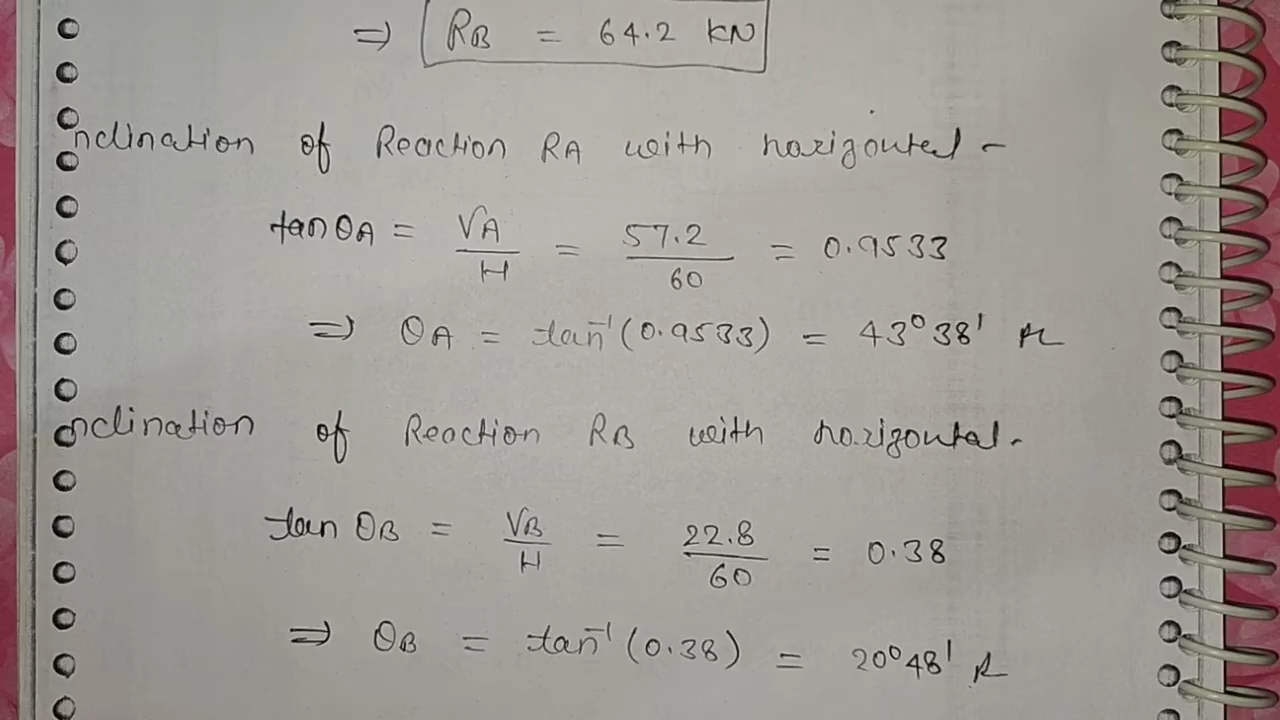 ⇒ RB = 64.2 KN
nclination of Reaction RA with horizontal -
tan θA = VA/H = 57.2/60 = 0.9533
⇒ θA = tan⁻¹(0.9533) = 43°38'
nclination of Reaction RB with horizontal -
tan θB = VB/H = 22.8/60 = 0.38
⇒ θB = tan⁻¹(0.38) = 20°48'